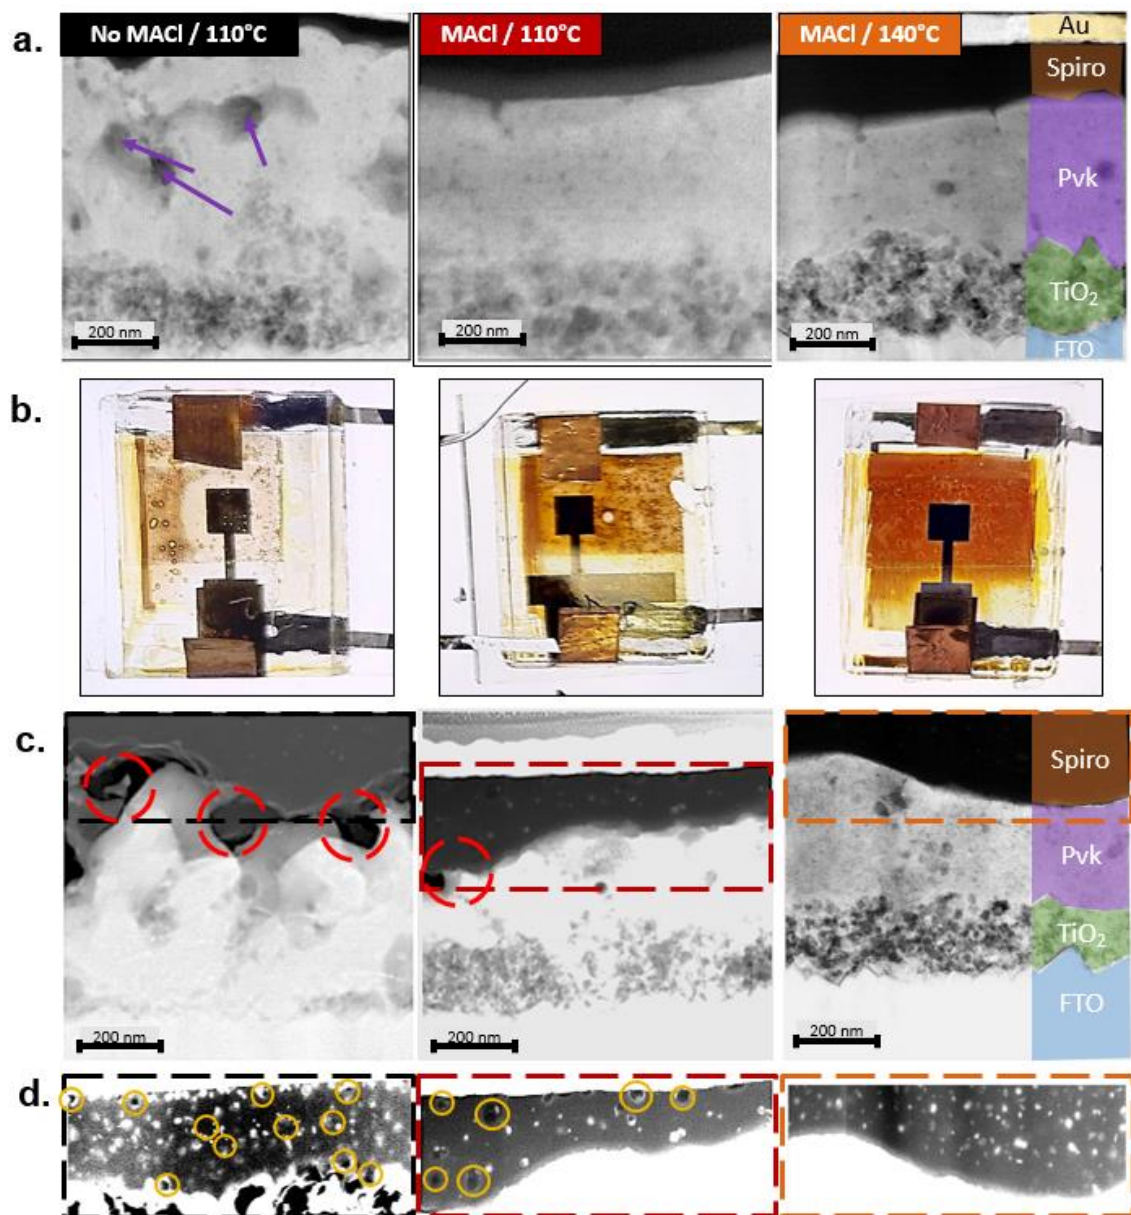 a.
No MACl / 110°C
MACl / 110°C
MACl / 140°C
Au
Spiro
Pvk
TiO₂
FTO
200 nm
200 nm
200 nm
b.
c.
Spiro
Pvk
TiO₂
FTO
200 nm
200 nm
200 nm
d.